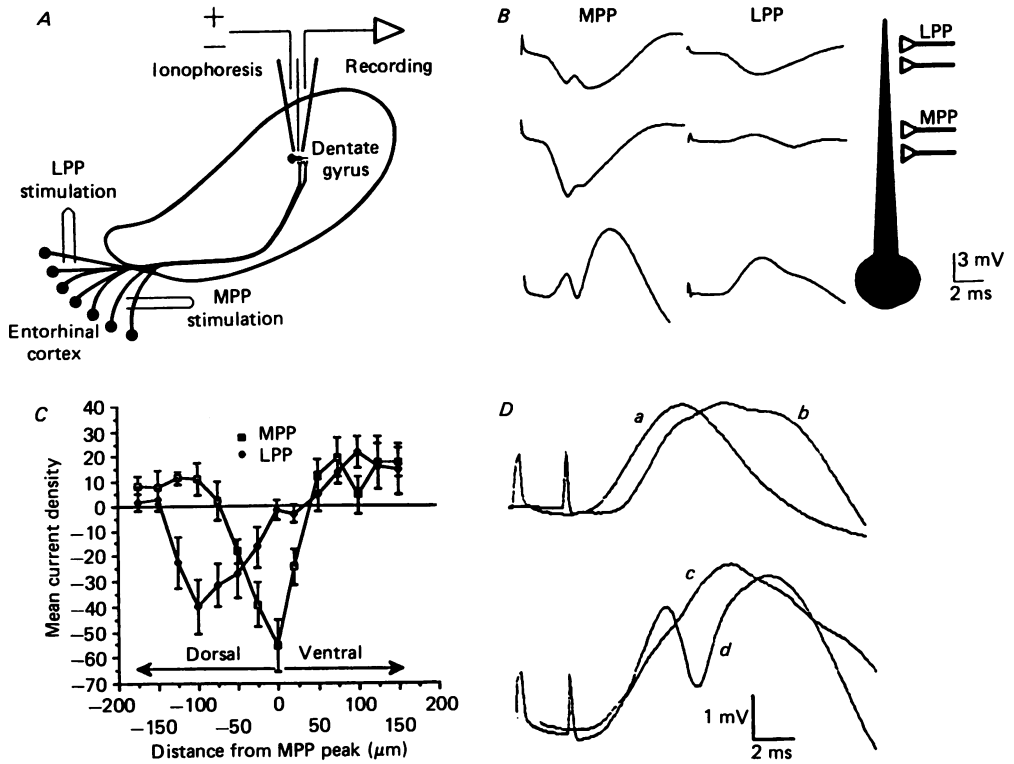 A
+
−
Ionophoresis
Recording
Dentate
gyrus
LPP
stimulation
MPP
stimulation
Entorhinal
cortex
B
MPP
LPP
LPP
MPP
3 mV
2 ms
C
Mean current density
40
30
20
10
0
−10
−20
−30
−40
−50
−60
−70
MPP
LPP
Dorsal
Ventral
−200
−100
0
100
200
−150
−50
50
150
Distance from MPP peak (μm)
D
a
b
c
d
1 mV
2 ms